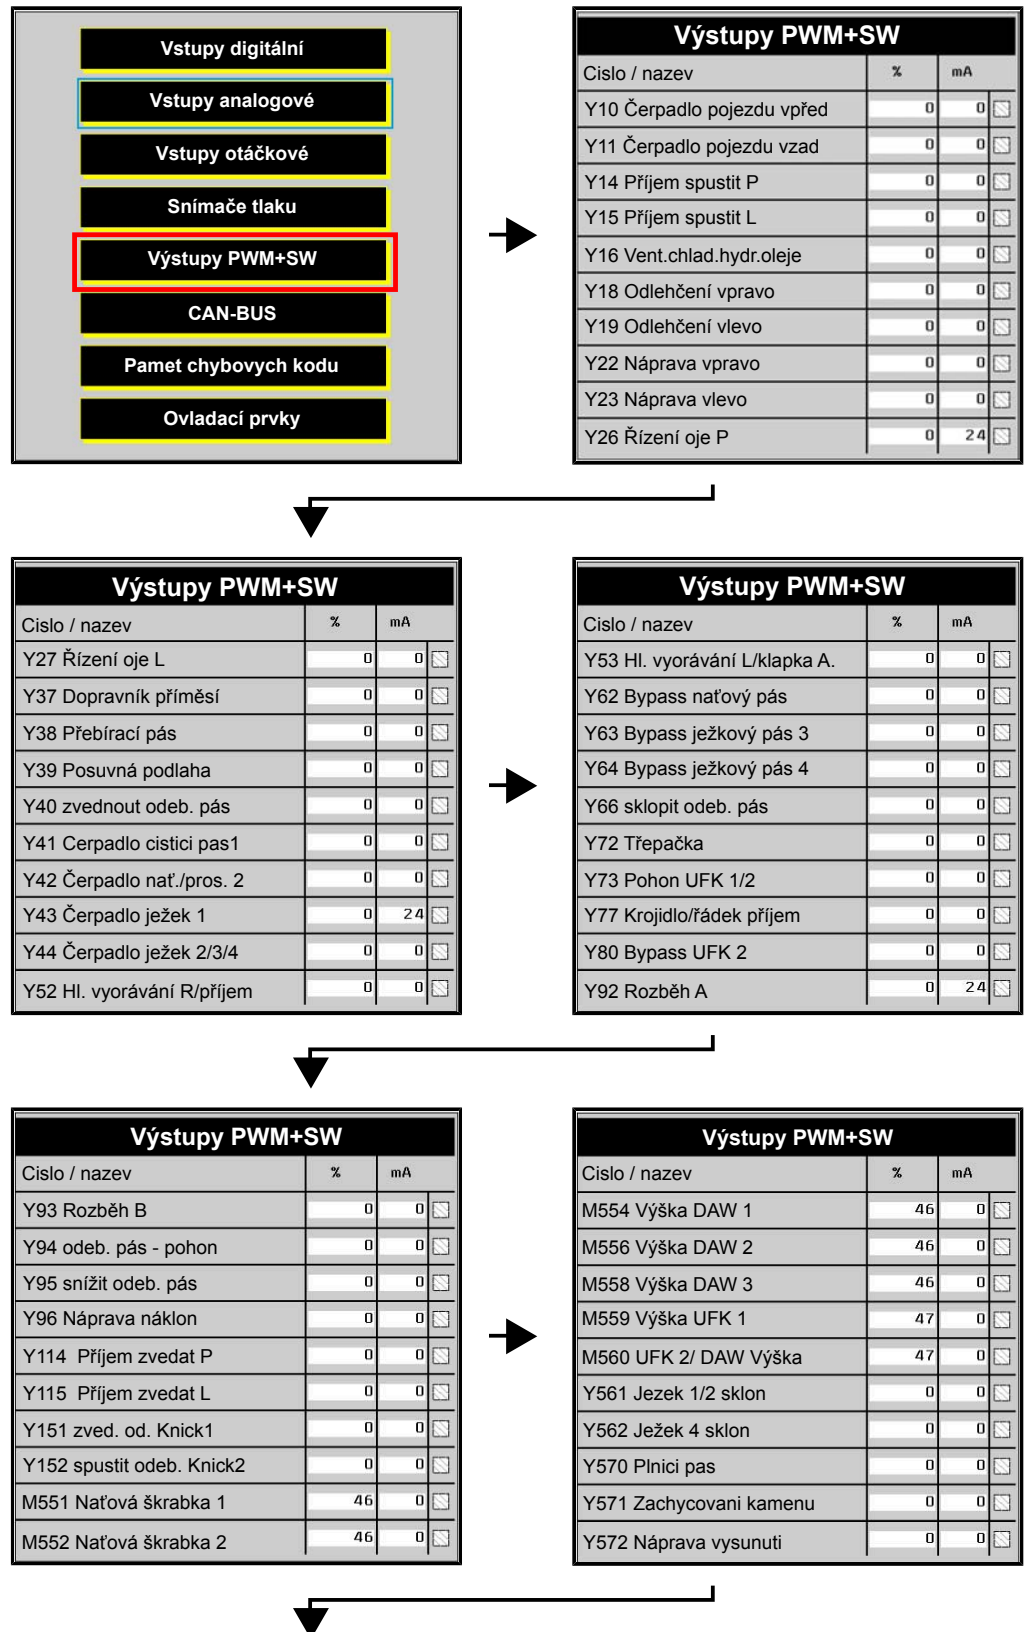 Vstupy digitální
Vstupy analogové
Vstupy otáčkové
Snímače tlaku
Výstupy PWM+SW
CAN-BUS
Pamet chybovych kodu
Ovladací prvky
Výstupy PWM+SW
Cislo / nazev % mA
Y10 Čerpadlo pojezdu vpřed 0 0
Y11 Čerpadlo pojezdu vzad 0 0
Y14 Příjem spustit P 0 0
Y15 Příjem spustit L 0 0
Y16 Vent.chlad.hydr.oleje 0 0
Y18 Odlehčení vpravo 0 0
Y19 Odlehčení vlevo 0 0
Y22 Náprava vpravo 0 0
Y23 Náprava vlevo 0 0
Y26 Řízení oje P 0 24
Výstupy PWM+SW
Cislo / nazev % mA
Y27 Řízení oje L 0 0
Y37 Dopravník příměsí 0 0
Y38 Přebírací pás 0 0
Y39 Posuvná podlaha 0 0
Y40 zvednout odeb. pás 0 0
Y41 Cerpadlo cistici pas1 0 0
Y42 Čerpadlo nať./pros. 2 0 0
Y43 Čerpadlo ježek 1 0 24
Y44 Čerpadlo ježek 2/3/4 0 0
Y52 Hl. vyorávání R/příjem 0 0
Výstupy PWM+SW
Cislo / nazev % mA
Y53 Hl. vyorávání L/klapka A. 0 0
Y62 Bypass naťový pás 0 0
Y63 Bypass ježkový pás 3 0 0
Y64 Bypass ježkový pás 4 0 0
Y66 sklopit odeb. pás 0 0
Y72 Třepačka 0 0
Y73 Pohon UFK 1/2 0 0
Y77 Krojidlo/řádek příjem 0 0
Y80 Bypass UFK 2 0 0
Y92 Rozběh A 0 24
Výstupy PWM+SW
Cislo / nazev % mA
Y93 Rozběh B 0 0
Y94 odeb. pás - pohon 0 0
Y95 snížit odeb. pás 0 0
Y96 Náprava náklon 0 0
Y114 Příjem zvedat P 0 0
Y115 Příjem zvedat L 0 0
Y151 zved. od. Knick1 0 0
Y152 spustit odeb. Knick2 0 0
M551 Naťová škrabka 1 46 0
M552 Naťová škrabka 2 46 0
Výstupy PWM+SW
Cislo / nazev % mA
M554 Výška DAW 1 46 0
M556 Výška DAW 2 46 0
M558 Výška DAW 3 46 0
M559 Výška UFK 1 47 0
M560 UFK 2/ DAW Výška 47 0
Y561 Jezek 1/2 sklon 0 0
Y562 Ježek 4 sklon 0 0
Y570 Plnici pas 0 0
Y571 Zachycovani kamenu 0 0
Y572 Náprava vysunuti 0 0